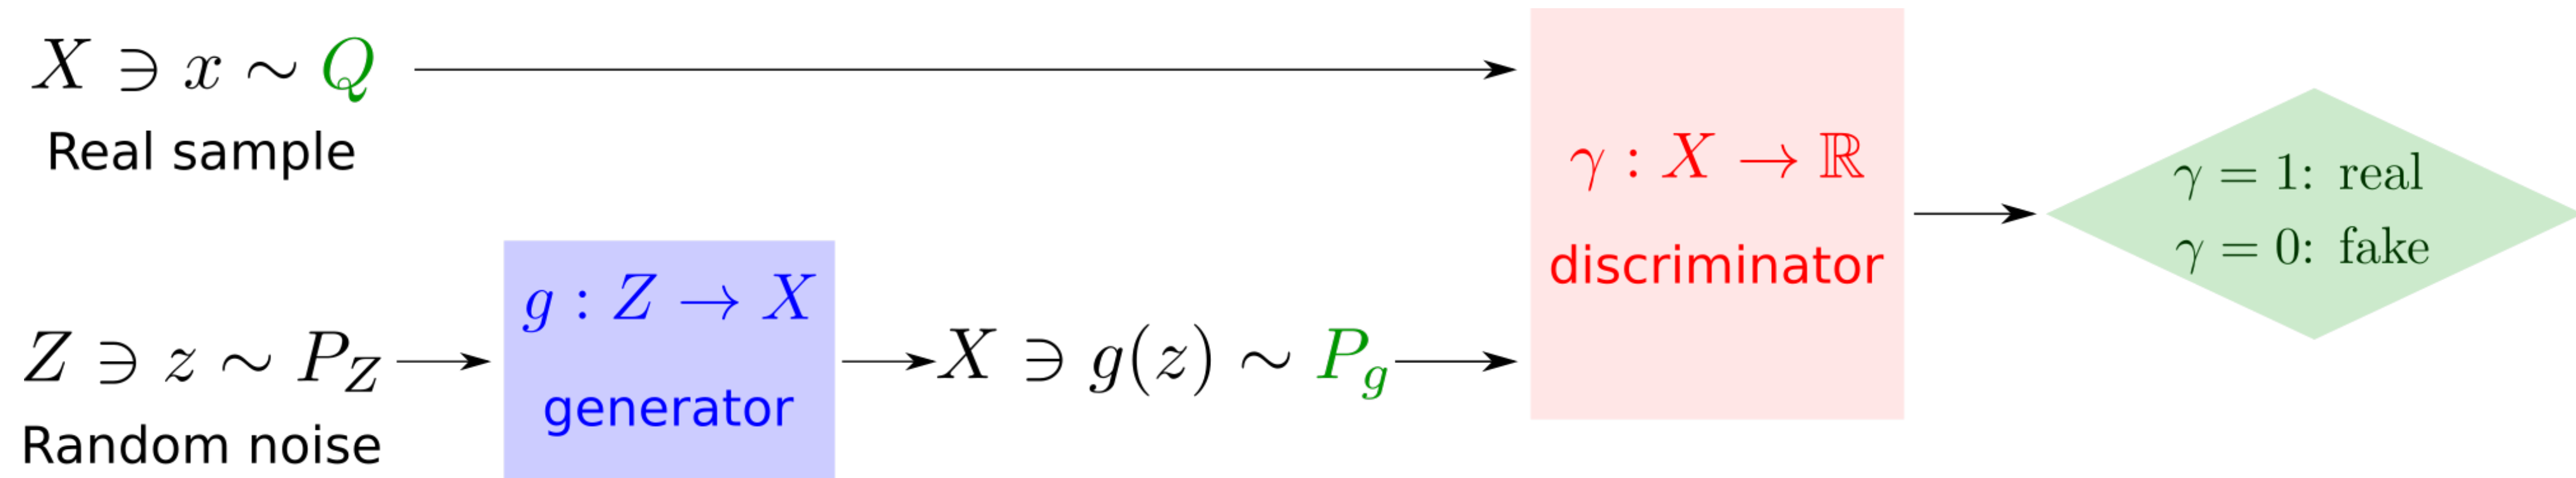 X ∋ x ∼ Q
Real sample
Z ∋ z ∼ P_Z
Random noise
g : Z → X
generator
X ∋ g(z) ∼ P_g
γ : X → ℝ
discriminator
γ = 1: real
γ = 0: fake